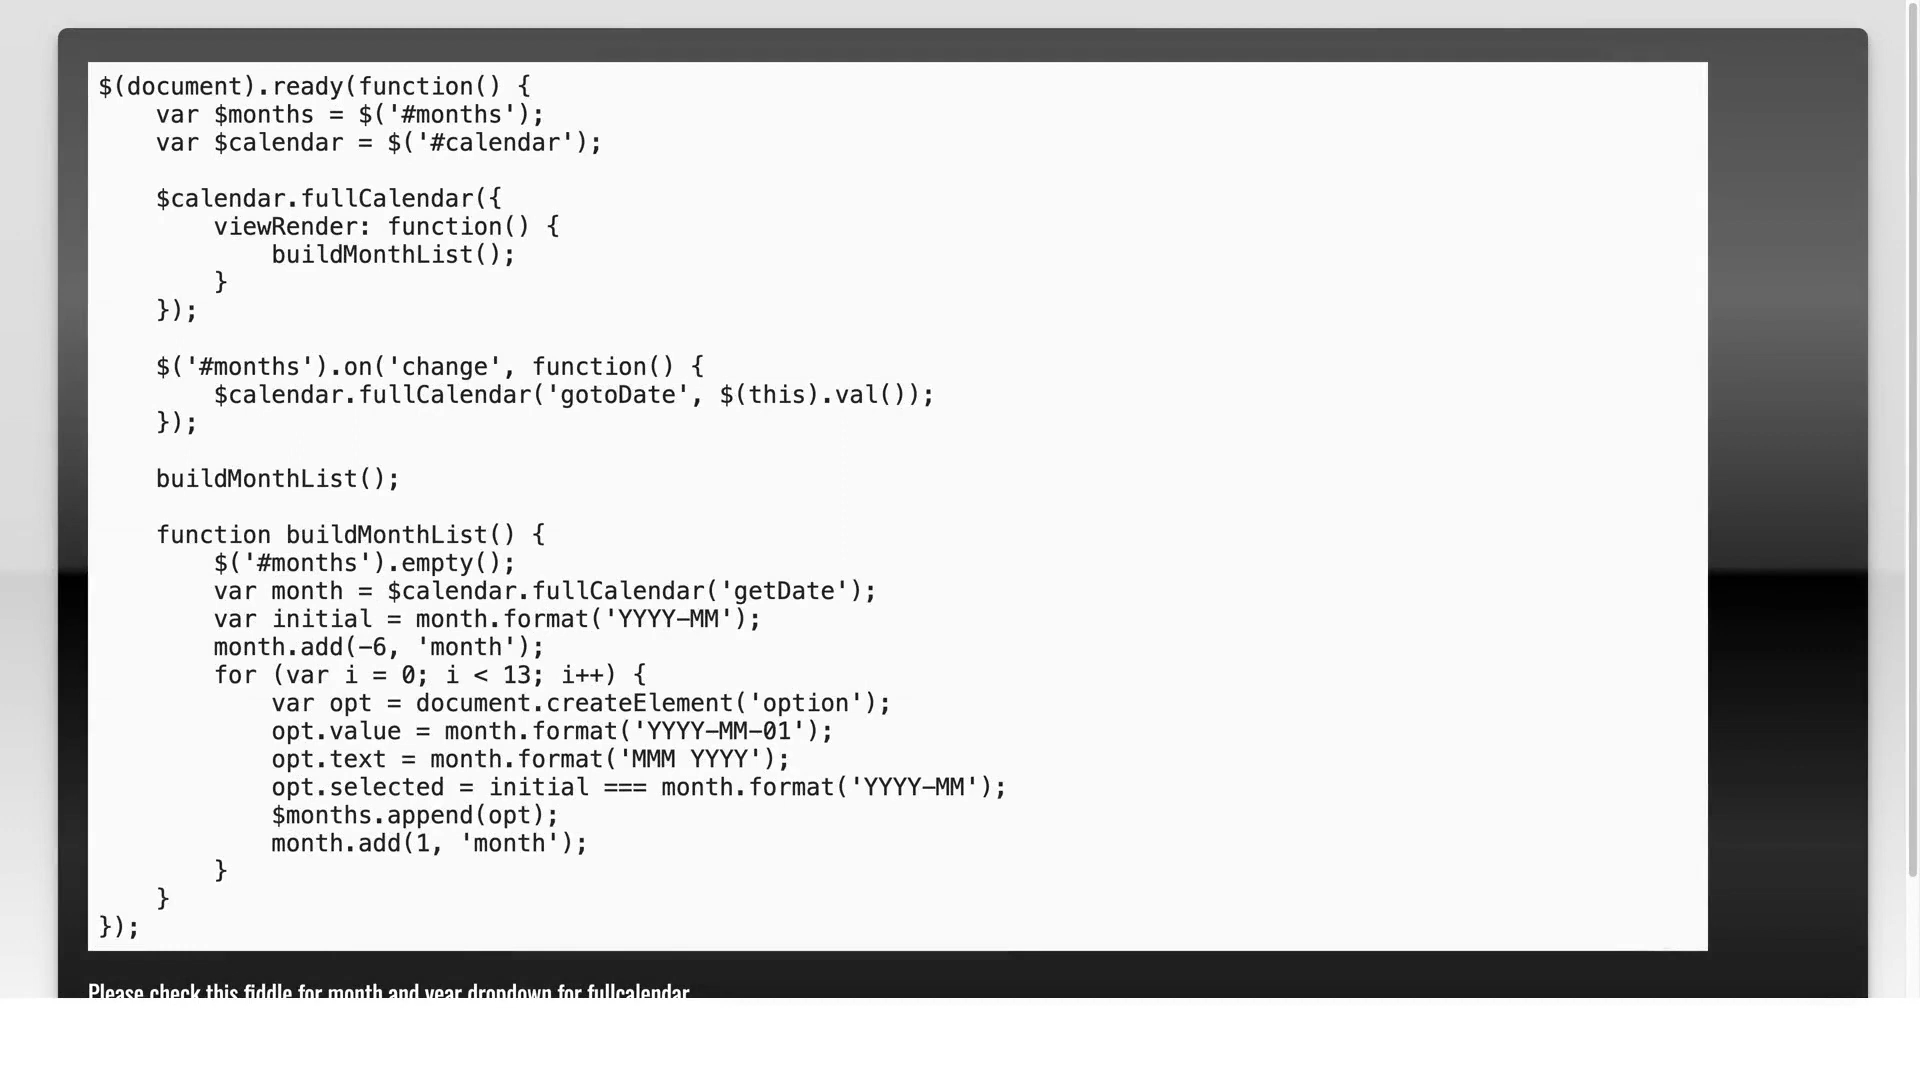 $(document).ready(function() {
    var $months = $('#months');
    var $calendar = $('#calendar');

    $calendar.fullCalendar({
        viewRender: function() {
            buildMonthList();
        }
    });

    $('#months').on('change', function() {
        $calendar.fullCalendar('gotoDate', $(this).val());
    });

    buildMonthList();

    function buildMonthList() {
        $('#months').empty();
        var month = $calendar.fullCalendar('getDate');
        var initial = month.format('YYYY-MM');
        month.add(-6, 'month');
        for (var i = 0; i < 13; i++) {
            var opt = document.createElement('option');
            opt.value = month.format('YYYY-MM-01');
            opt.text = month.format('MMM YYYY');
            opt.selected = initial === month.format('YYYY-MM');
            $months.append(opt);
            month.add(1, 'month');
        }
    }
});
Please check this fiddle for month and year dropdown for fullcalendar